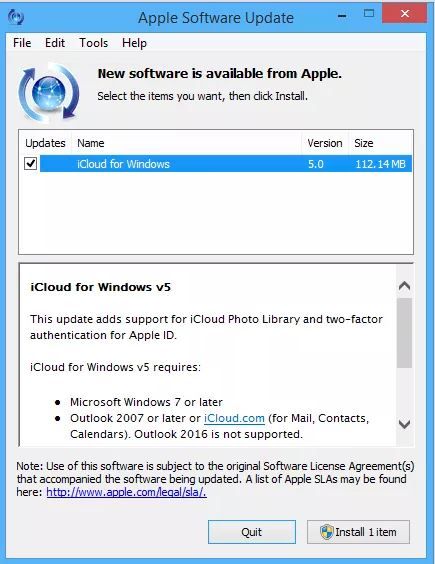 Apple Software Update
File Edit Tools Help
New software is available from Apple.
Select the items you want, then click Install.
Updates Name Version Size
iCloud for Windows 5.0 112.14 MB
iCloud for Windows v5
This update adds support for iCloud Photo Library and two-factor
authentication for Apple ID.
iCloud for Windows v5 requires:
• Microsoft Windows 7 or later
• Outlook 2007 or later or iCloud.com (for Mail, Contacts,
Calendars). Outlook 2016 is not supported.
Note: Use of this software is subject to the original Software License Agreement(s)
that accompanied the software being updated. A list of Apple SLAs may be found
here: http://www.apple.com/legal/sla/.
Quit Install 1 item